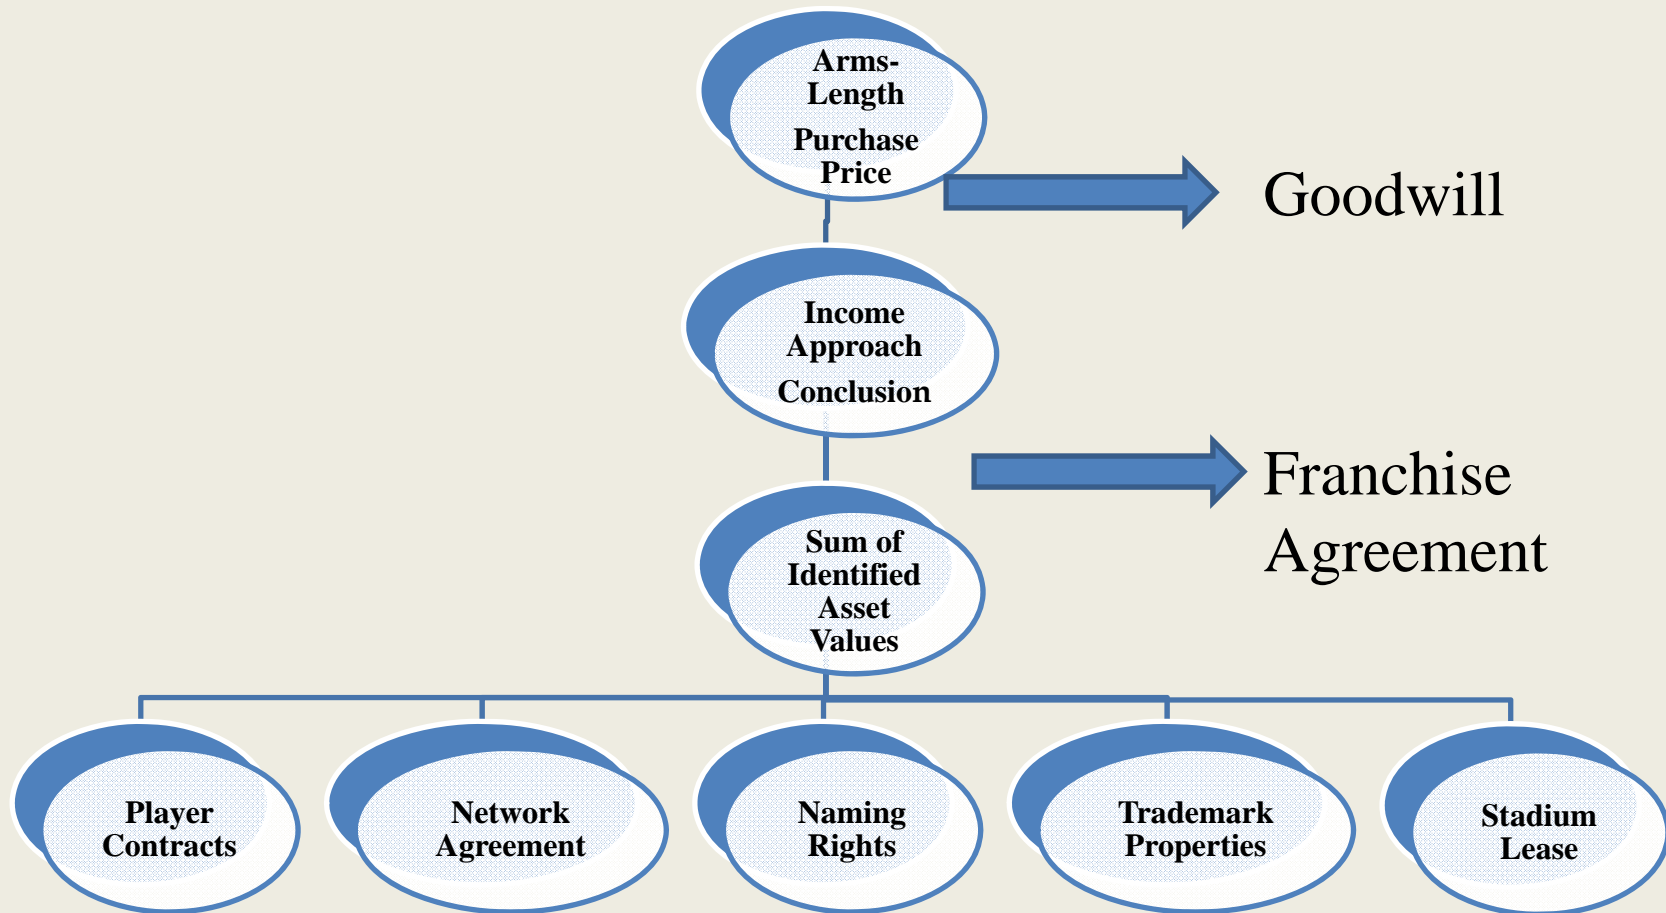 Arms-
Length
Purchase
Price
Goodwill
Income
Approach
Conclusion
Franchise
Agreement
Sum of
Identified
Asset
Values
Player
Contracts
Network
Agreement
Naming
Rights
Trademark
Properties
Stadium
Lease